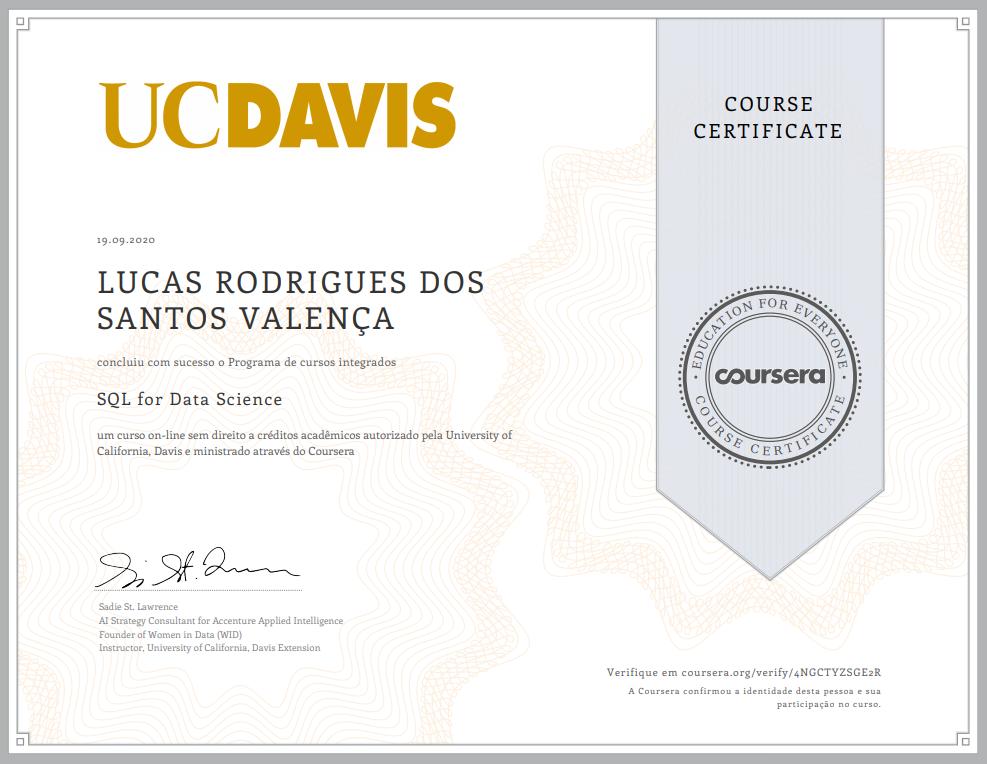 UCDAVIS
COURSE
CERTIFICATE
19.09.2020
LUCAS RODRIGUES DOS
SANTOS VALENÇA
concluiu com sucesso o Programa de cursos integrados
SQL for Data Science
um curso on-line sem direito a créditos acadêmicos autorizado pela University of
California, Davis e ministrado através do Coursera
EDUCATION FOR EVERYONE
coursera
COURSE CERTIFICATE
Sadie St. Lawrence
AI Strategy Consultant for Accenture Applied Intelligence
Founder of Women in Data (WID)
Instructor, University of California, Davis Extension
Verifique em coursera.org/verify/4NGCTYZSGE2R
A Coursera confirmou a identidade desta pessoa e sua
participação no curso.